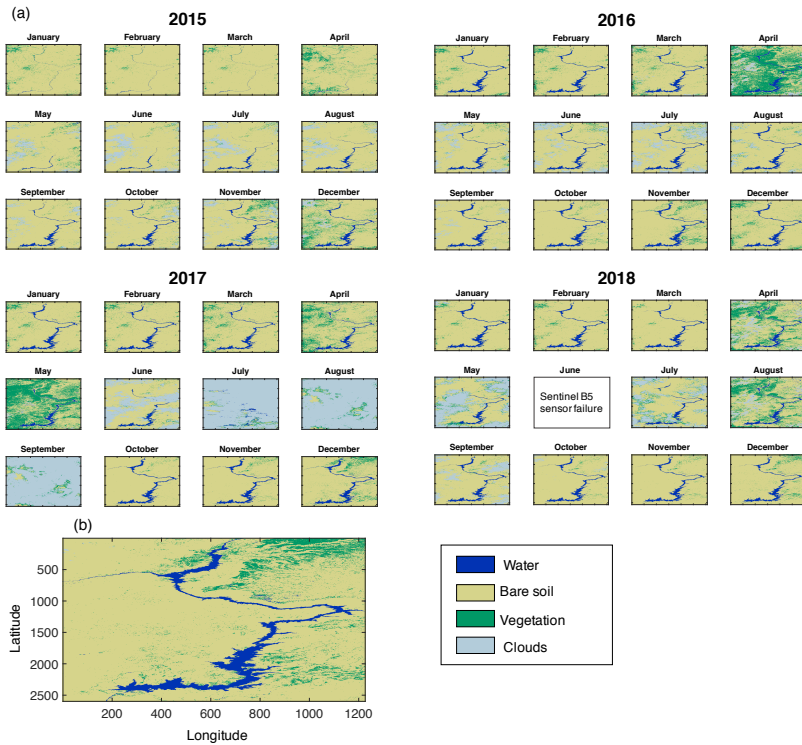 (a)
2015
January February March April
May June July August
September October November December
2016
January February March April
May June July August
September October November December
2017
January February March April
May June July August
September October November December
2018
January February March April
May June July August
Sentinel B5
sensor failure
September October November December
(b)
500
1000
1500
2000
2500
Latitude
200 400 600 800 1000 1200
Longitude
Water
Bare soil
Vegetation
Clouds